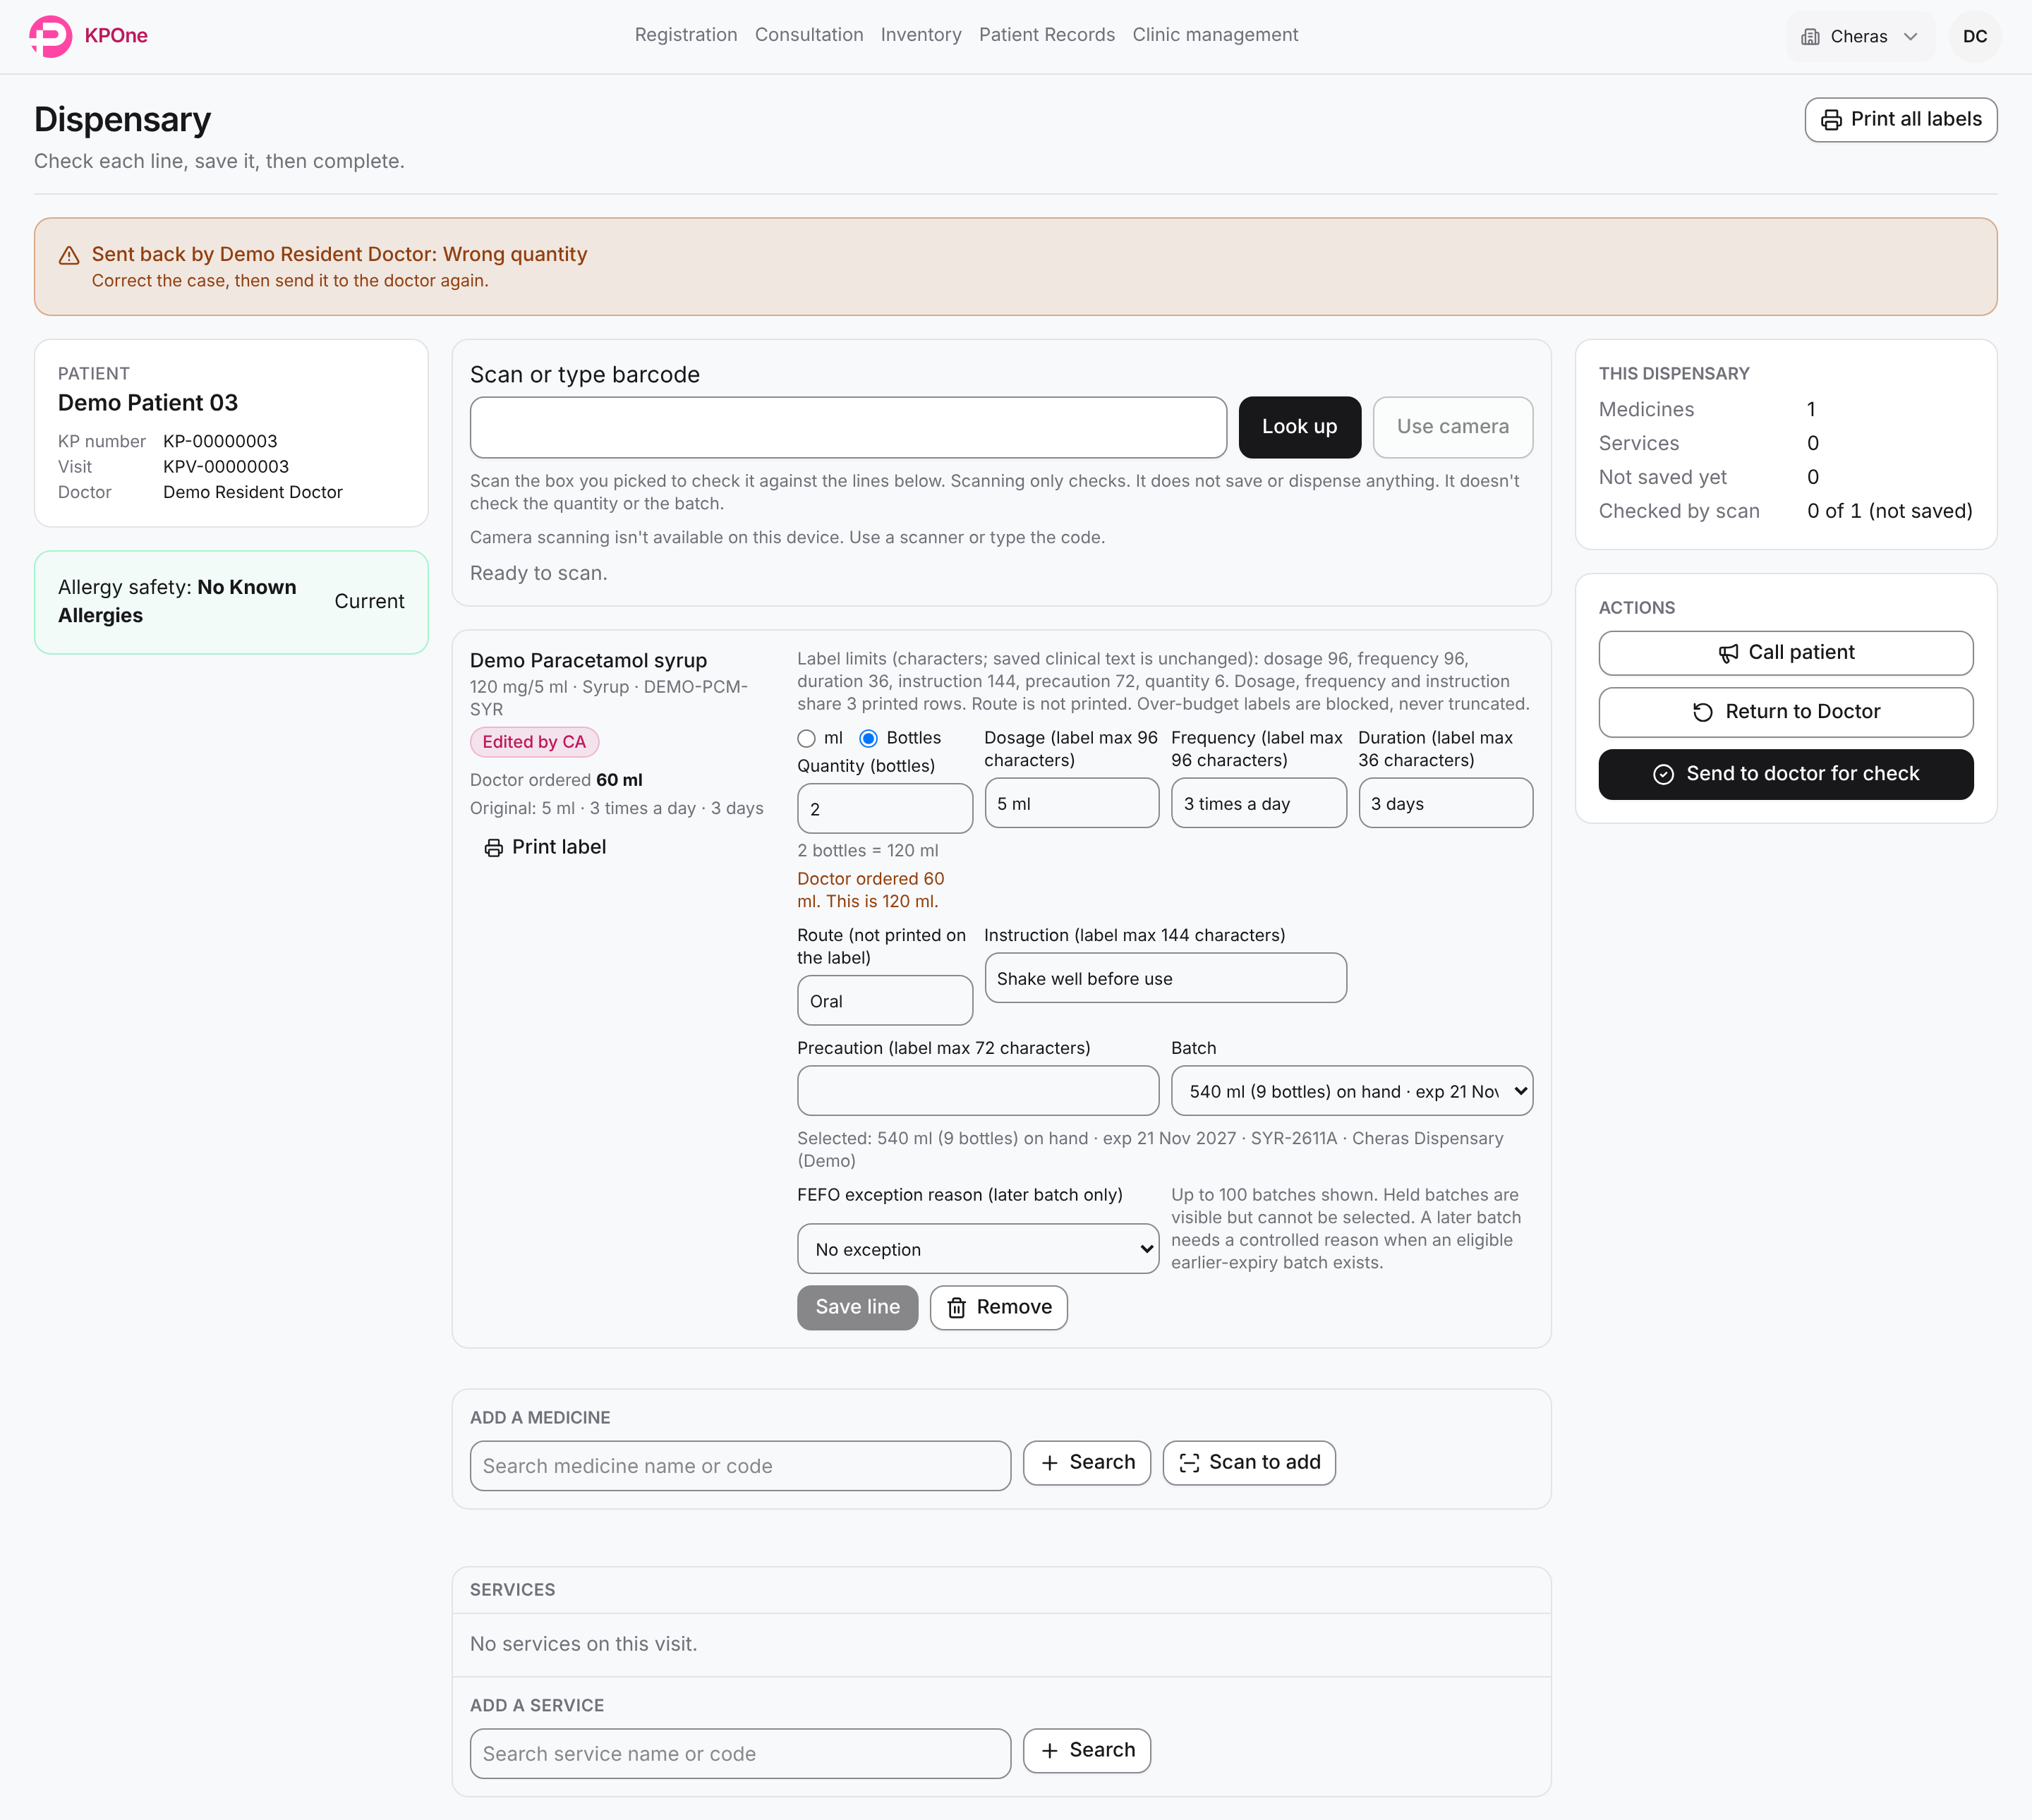 KPOne
Registration
Consultation
Inventory
Patient Records
Clinic management
Cheras
DC
Dispensary
Check each line, save it, then complete.
Print all labels
Sent back by Demo Resident Doctor: Wrong quantity
Correct the case, then send it to the doctor again.
PATIENT
Demo Patient 03
KP number KP-00000003
Visit KPV-00000003
Doctor Demo Resident Doctor
Allergy safety: No Known
Allergies
Current
Scan or type barcode
Look up
Use camera
Scan the box you picked to check it against the lines below. Scanning only checks. It does not save or dispense anything. It doesn't
check the quantity or the batch.
Camera scanning isn't available on this device. Use a scanner or type the code.
Ready to scan.
Demo Paracetamol syrup
120 mg/5 ml · Syrup · DEMO-PCM-
SYR
Edited by CA
Doctor ordered 60 ml
Original: 5 ml · 3 times a day · 3 days
Print label
Label limits (characters; saved clinical text is unchanged): dosage 96, frequency 96,
duration 36, instruction 144, precaution 72, quantity 6. Dosage, frequency and instruction
share 3 printed rows. Route is not printed. Over-budget labels are blocked, never truncated.
ml
Bottles
Quantity (bottles)
2
2 bottles = 120 ml
Doctor ordered 60
ml. This is 120 ml.
Dosage (label max 96
characters)
5 ml
Frequency (label max
96 characters)
3 times a day
Duration (label max
36 characters)
3 days
Route (not printed on
the label)
Oral
Instruction (label max 144 characters)
Shake well before use
Precaution (label max 72 characters)
Batch
540 ml (9 bottles) on hand · exp 21 Nov
Selected: 540 ml (9 bottles) on hand · exp 21 Nov 2027 · SYR-2611A · Cheras Dispensary
(Demo)
FEFO exception reason (later batch only)
No exception
Up to 100 batches shown. Held batches are
visible but cannot be selected. A later batch
needs a controlled reason when an eligible
earlier-expiry batch exists.
Save line
Remove
ADD A MEDICINE
Search medicine name or code
Search
Scan to add
SERVICES
No services on this visit.
ADD A SERVICE
Search service name or code
Search
THIS DISPENSARY
Medicines 1
Services 0
Not saved yet 0
Checked by scan 0 of 1 (not saved)
ACTIONS
Call patient
Return to Doctor
Send to doctor for check